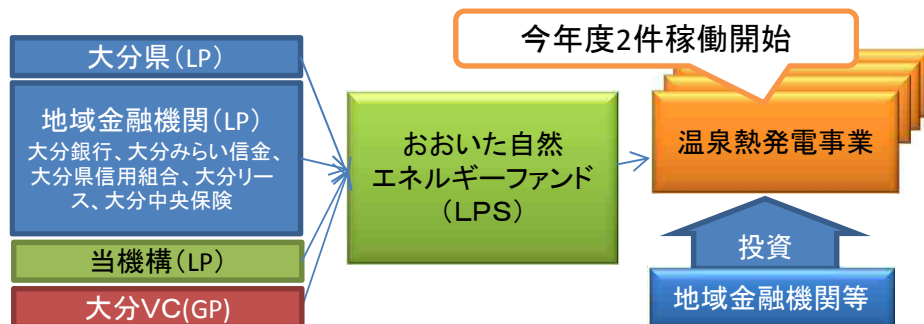 今年度2件稼働開始
大分県(LP)
地域金融機関(LP)
大分銀行、大分みらい信金、
大分県信用組合、大分リー
ス、大分中央保険
当機構(LP)
大分VC(GP)
おおいた自然
エネルギーファンド
(LPS)
温泉熱発電事業
投資
地域金融機関等